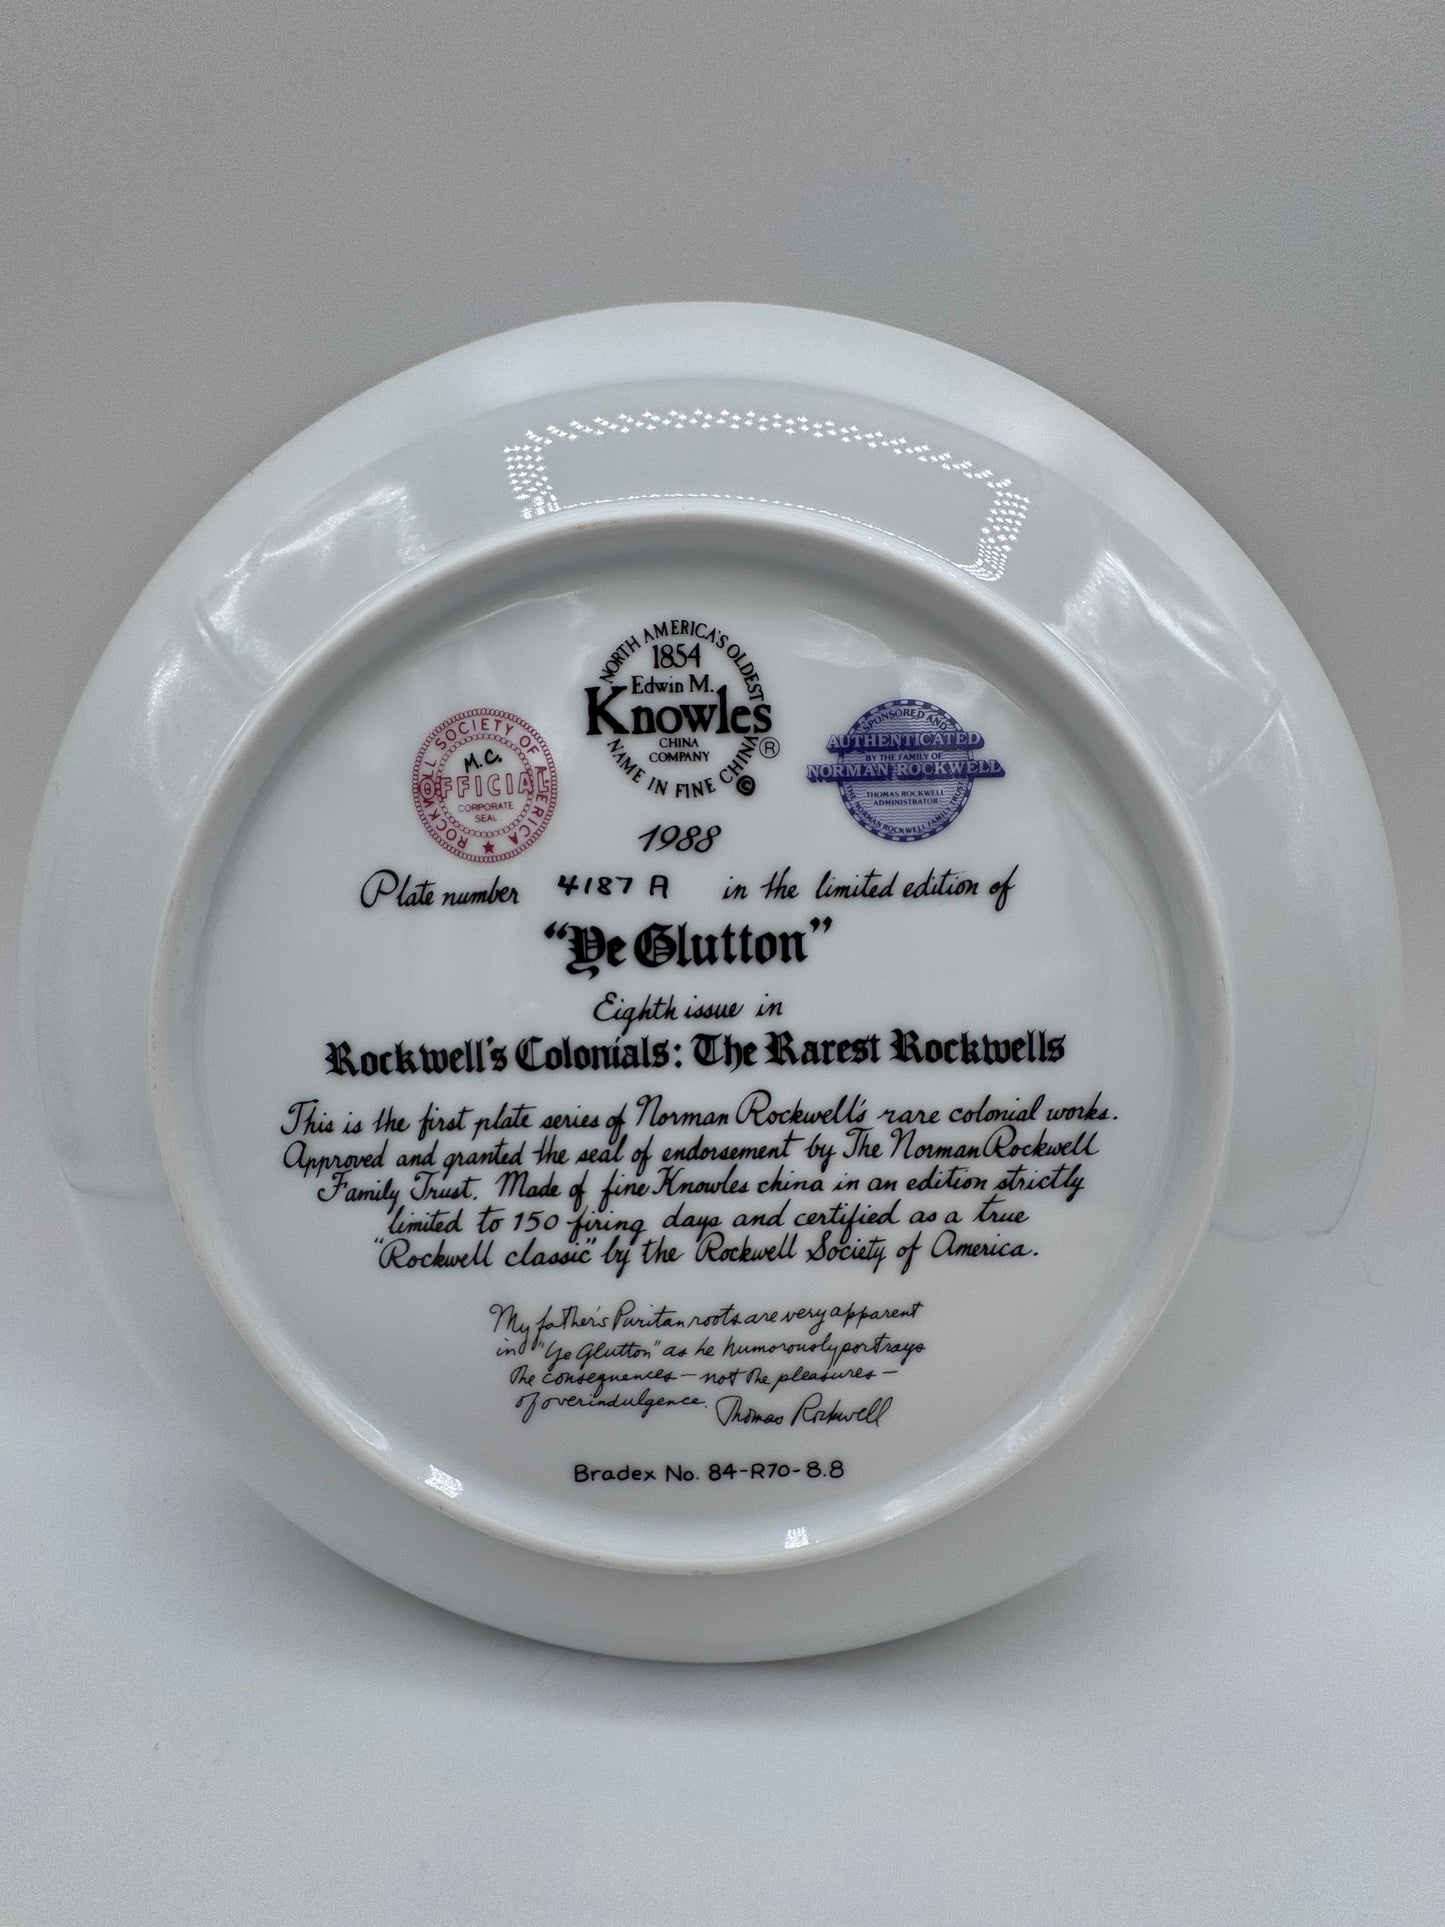 NORTH AMERICA'S OLDEST
1854
Edwin M.
Knowles
CHINA
COMPANY
®
NAME IN FINE CHINA
©
ROCKWELL SOCIETY OF AMERICA
M.C.
OFFICIAL
CORPORATE
SEAL
SPONSORED AND
AUTHENTICATED
BY THE FAMILY OF
NORMAN ROCKWELL
THOMAS ROCKWELL
ADMINISTRATOR
THE NORMAN ROCKWELL FAMILY TRUST
1988
Plate number 4187 A in the limited edition of
“Ye Glutton”
Eighth issue in
Rockwell's Colonials: The Rarest Rockwells
This is the first plate series of Norman Rockwell's rare colonial works.
Approved and granted the seal of endorsement by The Norman Rockwell
Family Trust. Made of fine Knowles china in an edition strictly
limited to 150 firing days and certified as a true
"Rockwell classic" by the Rockwell Society of America.
My father's Puritan roots are very apparent
in "Ye Glutton" as he humorously portrays
the consequences — not the pleasures —
of overindulgence. Thomas Rockwell
Bradex No. 84-R70-8.8